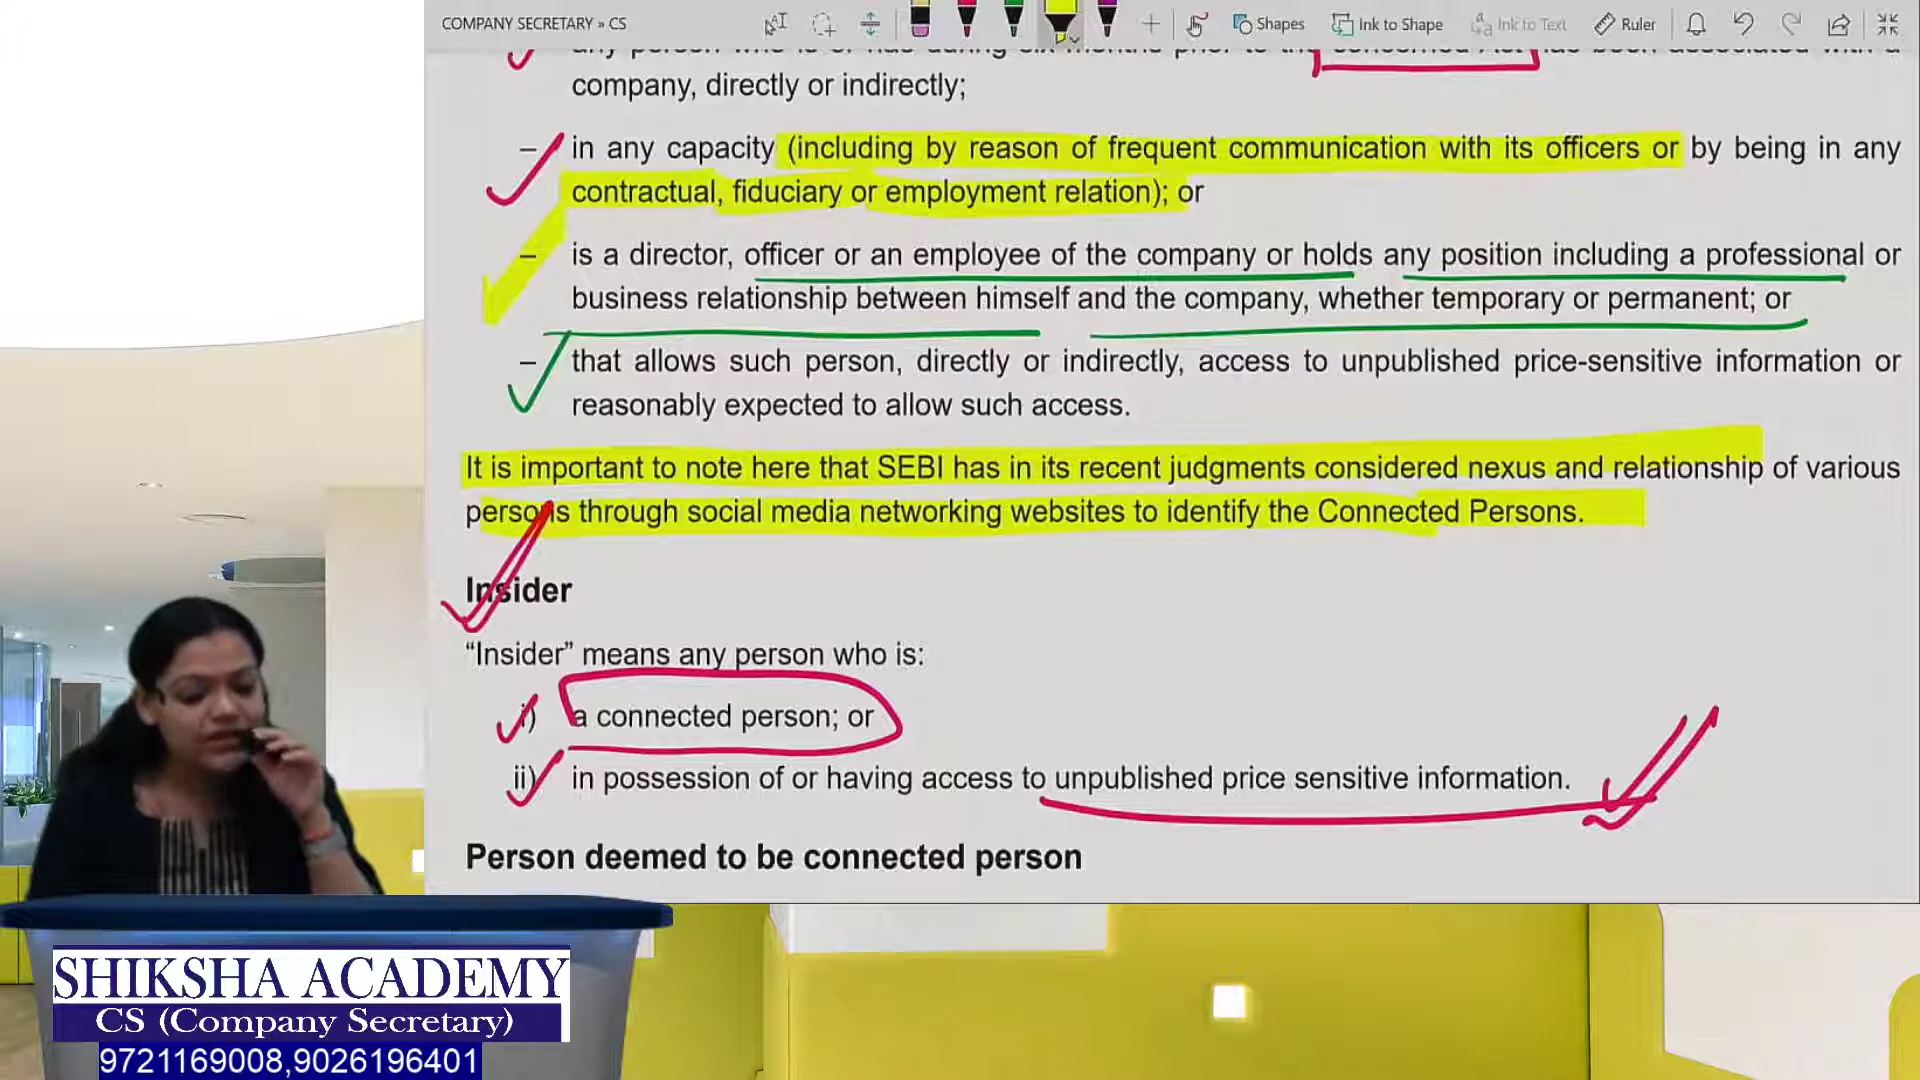 COMPANY SECRETARY » CS
Shapes
Ink to Shape
Ink to Text
Ruler
company, directly or indirectly;
– in any capacity (including by reason of frequent communication with its officers or by being in any
contractual, fiduciary or employment relation); or
– is a director, officer or an employee of the company or holds any position including a professional or
business relationship between himself and the company, whether temporary or permanent; or
– that allows such person, directly or indirectly, access to unpublished price-sensitive information or
reasonably expected to allow such access.
It is important to note here that SEBI has in its recent judgments considered nexus and relationship of various
persons through social media networking websites to identify the Connected Persons.
Insider
“Insider” means any person who is:
i) a connected person; or
ii) in possession of or having access to unpublished price sensitive information.
Person deemed to be connected person
SHIKSHA ACADEMY
CS (Company Secretary)
9721169008,9026196401